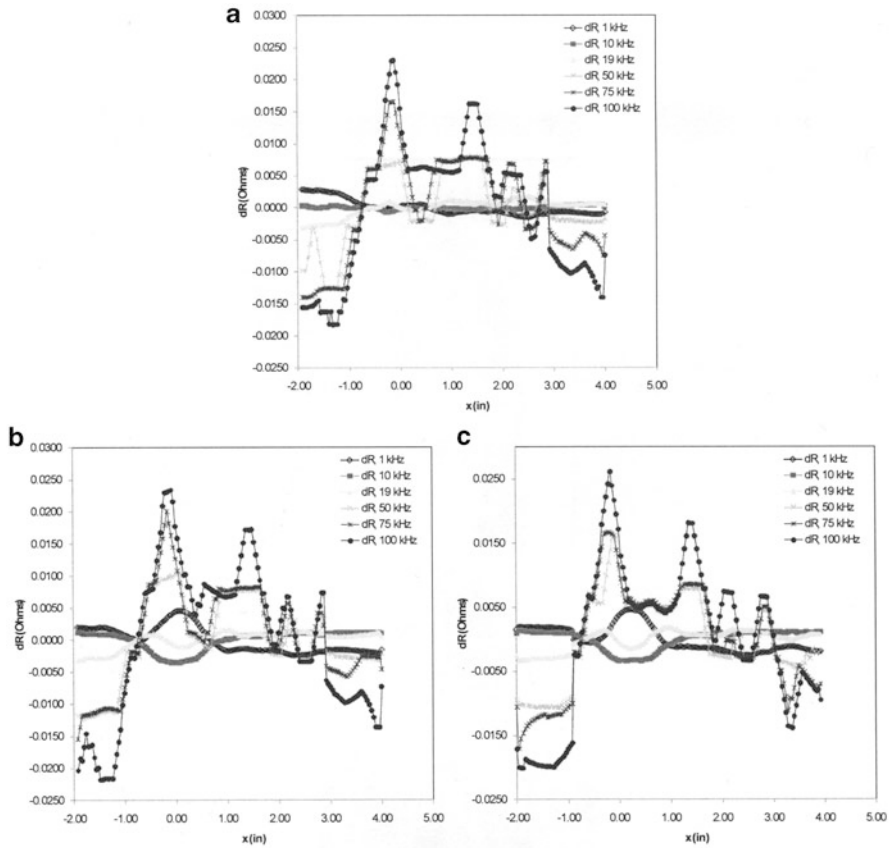 a
0.0300
0.0250
0.0200
0.0150
0.0100
0.0050
0.0000
-0.0050
-0.0100
-0.0150
-0.0200
-0.0250
dR(Ohms)
-2.00 -1.00 0.00 1.00 2.00 3.00 4.00 5.00
x(in)
dR, 1 kHz
dR, 10 kHz
dR, 19 kHz
dR, 50 kHz
dR, 75 kHz
dR, 100 kHz
b
0.0300
0.0250
0.0200
0.0150
0.0100
0.0050
0.0000
-0.0050
-0.0100
-0.0150
-0.0200
-0.0250
dR(Ohms)
-2.00 -1.00 0.00 1.00 2.00 3.00 4.00 5.00
x(in)
dR, 1 kHz
dR, 10 kHz
dR, 19 kHz
dR, 50 kHz
dR, 75 kHz
dR, 100 kHz
c
0.0250
0.0150
0.0050
-0.0050
-0.0150
-0.0250
dR(Ohms)
-2.00 -1.00 0.00 1.00 2.00 3.00 4.00 5.00
x(in)
dR, 1 kHz
dR, 10 kHz
dR, 19 kHz
dR, 50 kHz
dR, 75 kHz
dR, 100 kHz